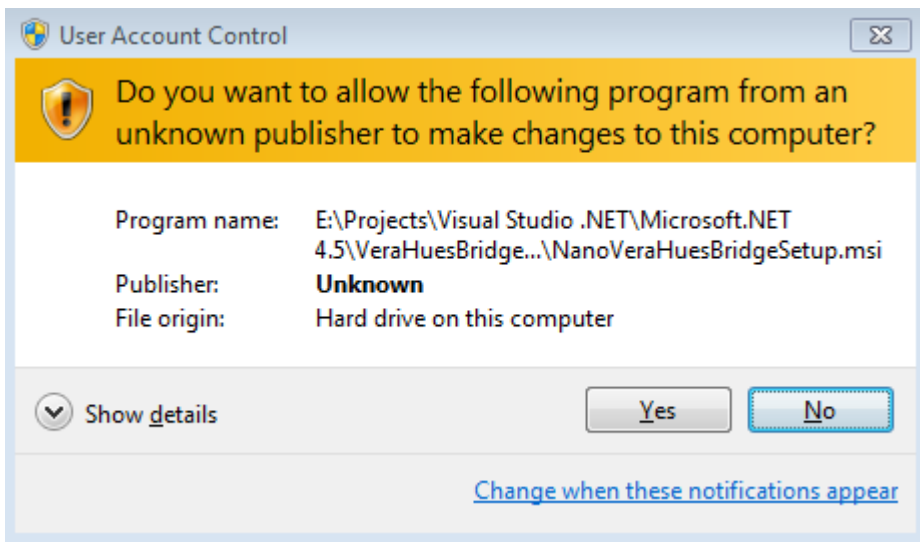 User Account Control
Do you want to allow the following program from an
unknown publisher to make changes to this computer?
Program name: E:\Projects\Visual Studio .NET\Microsoft.NET
4.5\VeraHuesBridge...\NanoVeraHuesBridgeSetup.msi
Publisher: Unknown
File origin: Hard drive on this computer
Show details Yes No
Change when these notifications appear